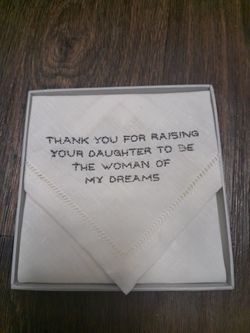 THANK YOU FOR RAISING
YOUR DAUGHTER TO BE
THE WOMAN OF
MY DREAMS